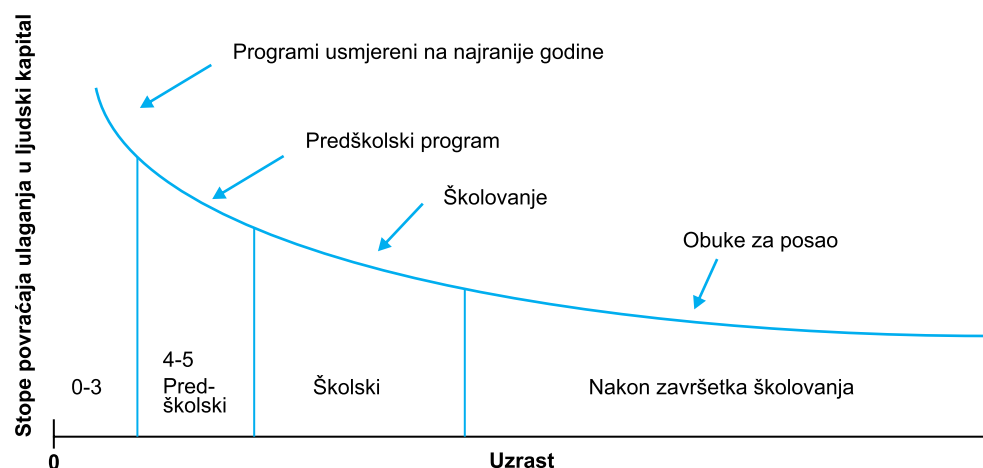 Stope povraćaja ulaganja u ljudski kapital
Programi usmjereni na najranije godine
Predškolski program
Školovanje
Obuke za posao
0-3
4-5
Pred-
školski
Školski
Nakon završetka školovanja
0
Uzrast